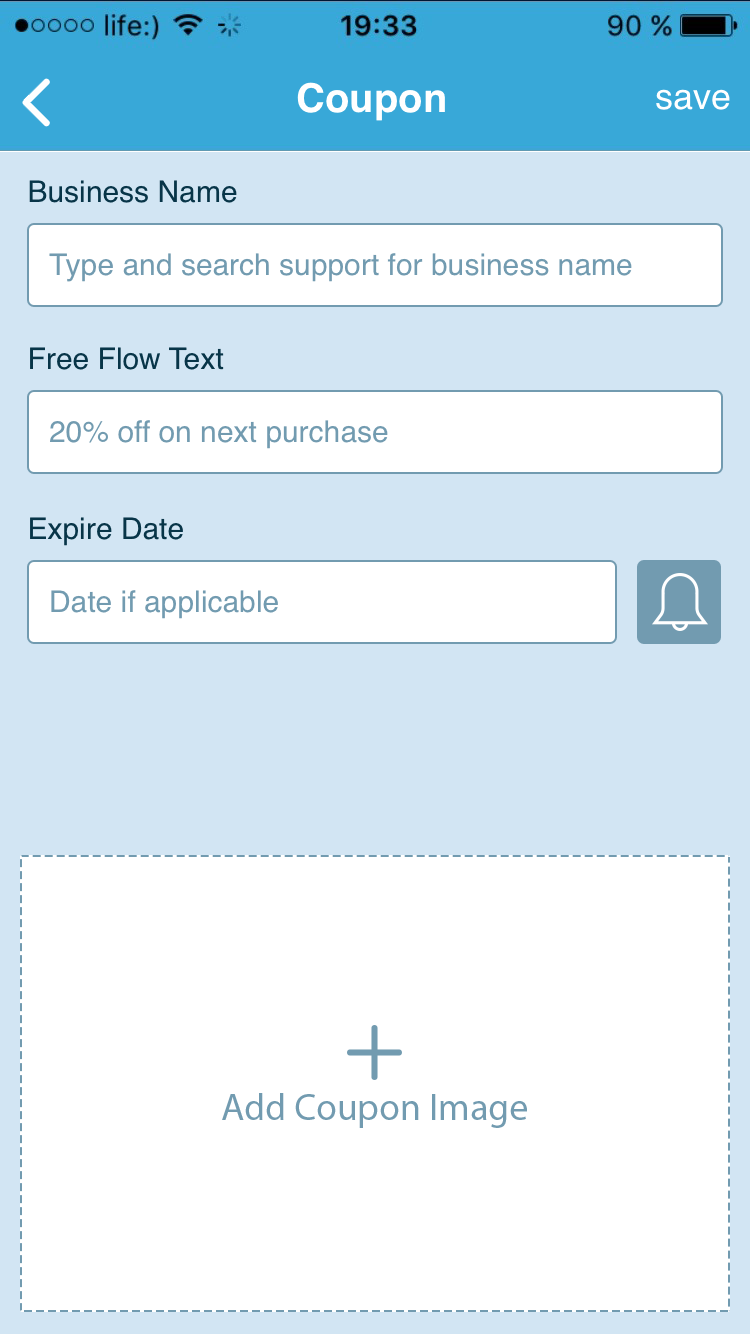 life:) 19:33 90 %
Coupon save
Business Name
Type and search support for business name
Free Flow Text
20% off on next purchase
Expire Date
Date if applicable
Add Coupon Image